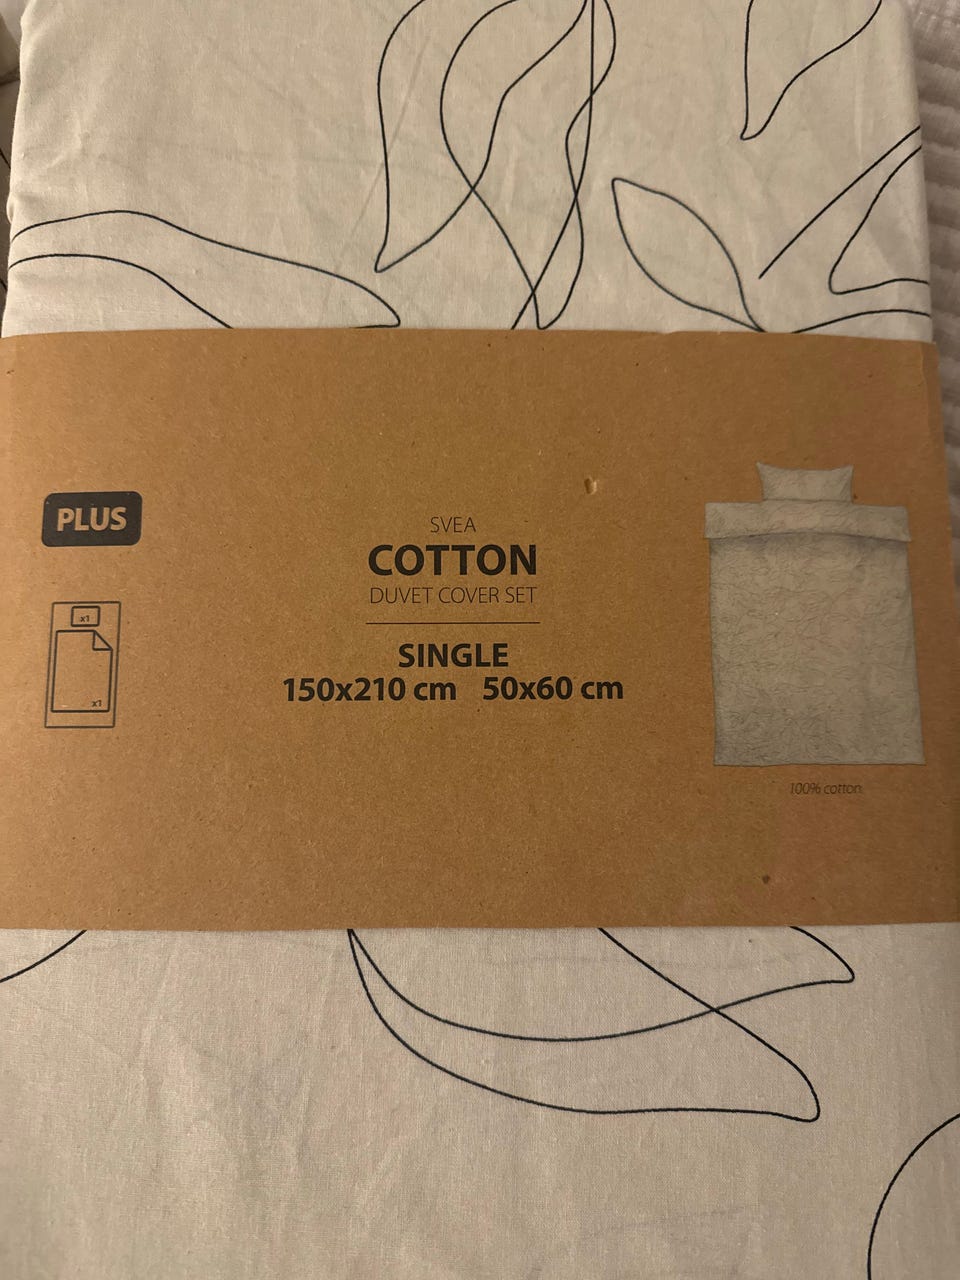 PLUS
x1
x1
SVEA
COTTON
DUVET COVER SET
SINGLE
150x210 cm 50x60 cm
100% cotton